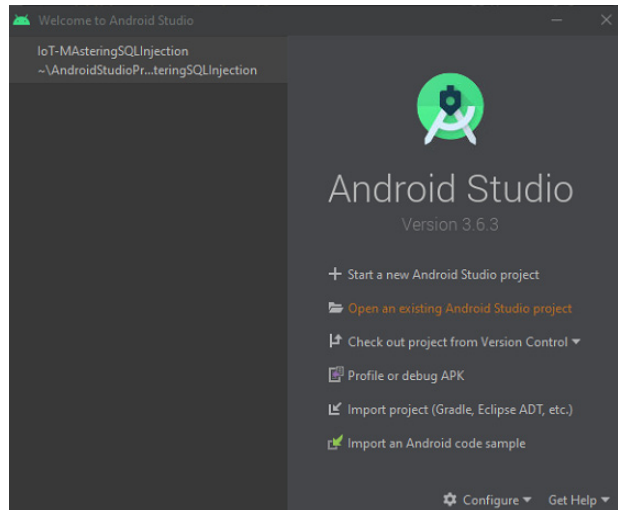 Welcome to Android Studio
IoT-MAsteringSQLInjection
~\AndroidStudioPr...teringSQLInjection
Android Studio
Version 3.6.3
Start a new Android Studio project
Open an existing Android Studio project
Check out project from Version Control
Profile or debug APK
Import project (Gradle, Eclipse ADT, etc.)
Import an Android code sample
Configure
Get Help